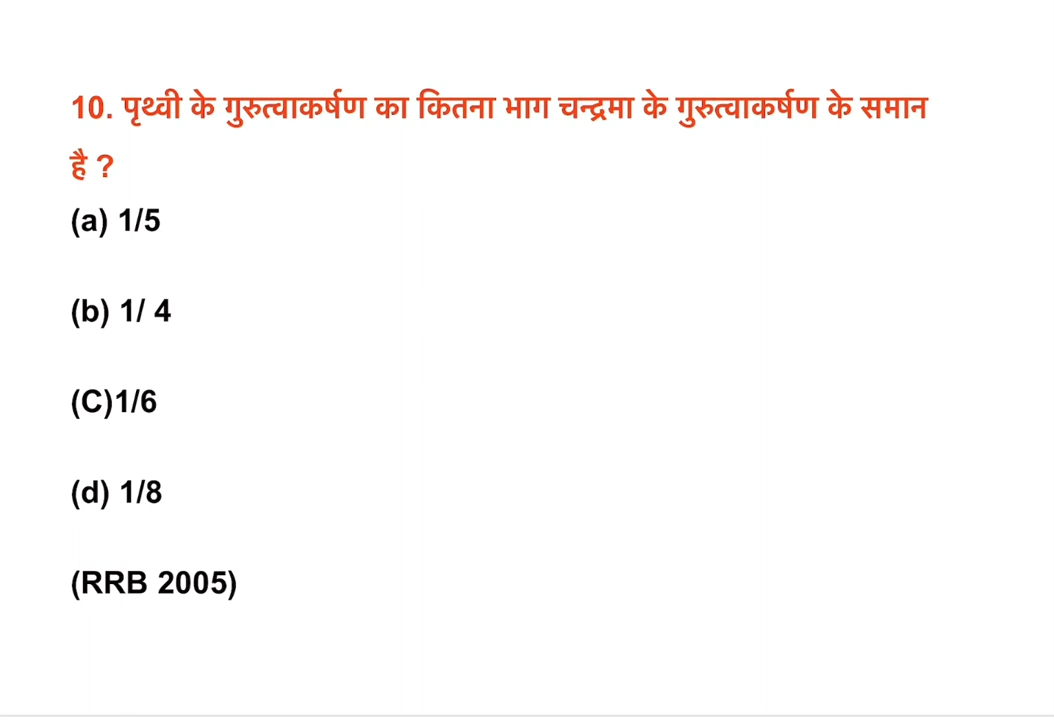 10. पृथ्वी के गुरुत्वाकर्षण का कितना भाग चन्द्रमा के गुरुत्वाकर्षण के समान
है ?
(a) 1/5
(b) 1/ 4
(C)1/6
(d) 1/8
(RRB 2005)